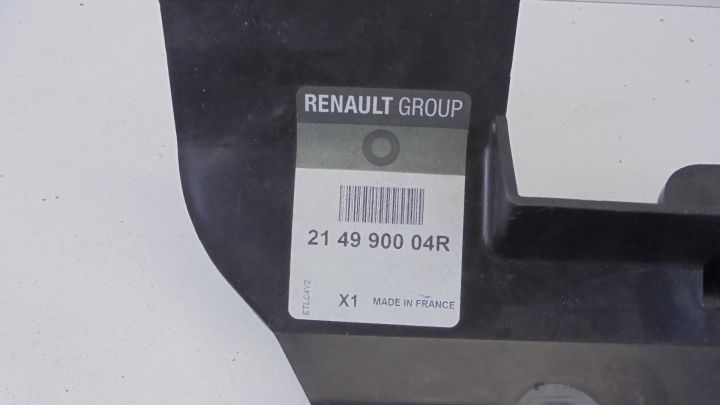 RENAULT GROUP
21 49 900 04R
X1 MADE IN FRANCE
ETLC4Y2